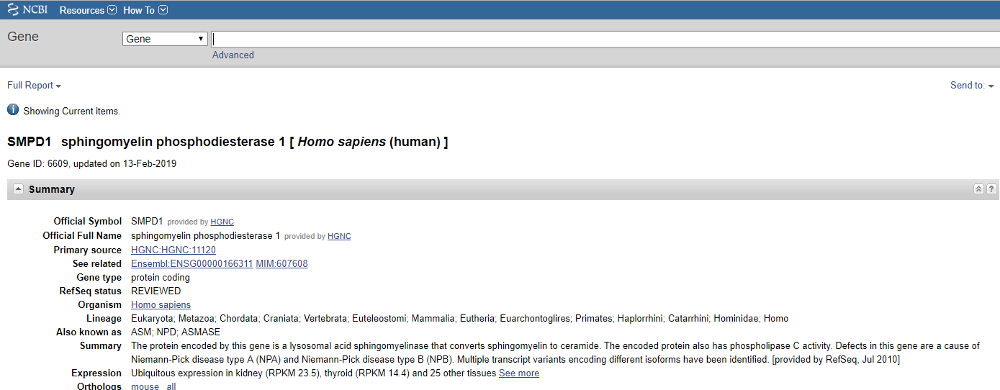 NCBI Resources How To
Gene Gene
Advanced
Full Report Send to:
Showing Current items.
SMPD1 sphingomyelin phosphodiesterase 1 [ Homo sapiens (human) ]
Gene ID: 6609, updated on 13-Feb-2019
Summary ?
Official Symbol SMPD1 provided by HGNC
Official Full Name sphingomyelin phosphodiesterase 1 provided by HGNC
Primary source HGNC:HGNC:11120
See related Ensembl:ENSG00000166311 MIM:607608
Gene type protein coding
RefSeq status REVIEWED
Organism Homo sapiens
Lineage Eukaryota; Metazoa; Chordata; Craniata; Vertebrata; Euteleostomi; Mammalia; Eutheria; Euarchontoglires; Primates; Haplorrhini; Catarrhini; Hominidae; Homo
Also known as ASM; NPD; ASMASE
Summary The protein encoded by this gene is a lysosomal acid sphingomyelinase that converts sphingomyelin to ceramide. The encoded protein also has phospholipase C activity. Defects in this gene are a cause of
Niemann-Pick disease type A (NPA) and Niemann-Pick disease type B (NPB). Multiple transcript variants encoding different isoforms have been identified. [provided by RefSeq, Jul 2010]
Expression Ubiquitous expression in kidney (RPKM 23.5), thyroid (RPKM 14.4) and 25 other tissues See more
Orthologs mouse all